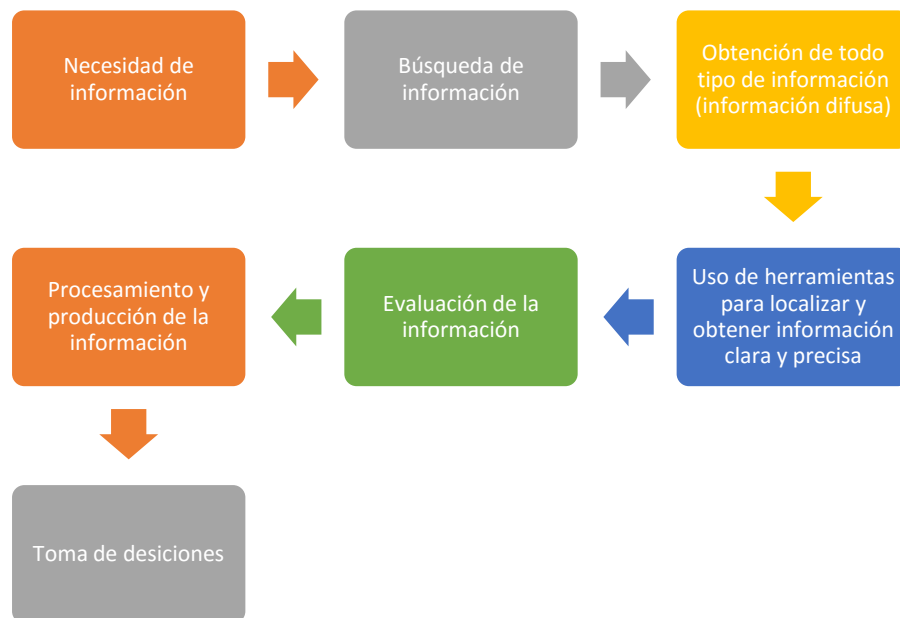 Necesidad de
información
Búsqueda de
información
Obtención de todo
tipo de información
(información difusa)
Uso de herramientas
para localizar y
obtener información
clara y precisa
Evaluación de la
información
Procesamiento y
producción de la
información
Toma de desiciones